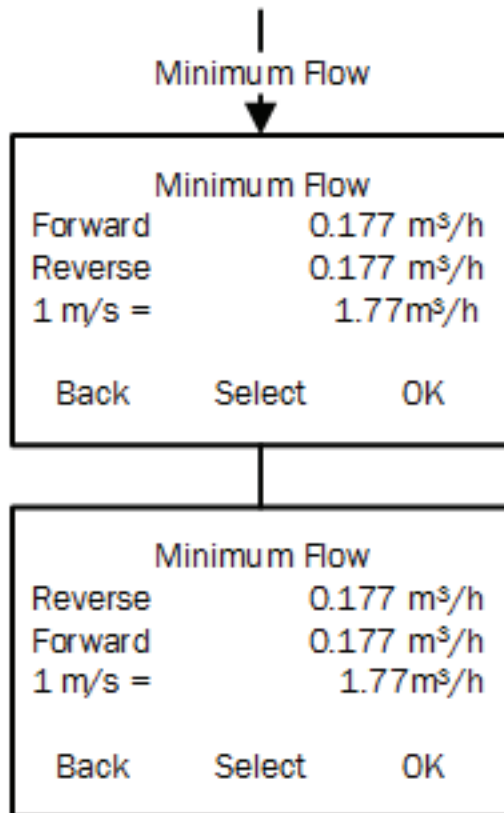 Minimum Flow
Minimum Flow
Forward 0.177 m³/h
Reverse 0.177 m³/h
1 m/s = 1.77m³/h
Back Select OK
Minimum Flow
Reverse 0.177 m³/h
Forward 0.177 m³/h
1 m/s = 1.77m³/h
Back Select OK